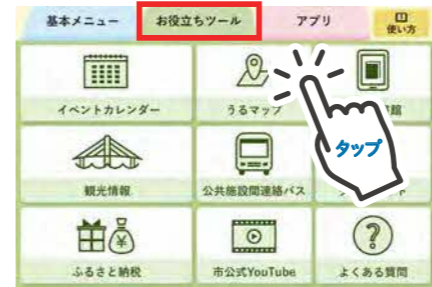 基本メニュー
お役立ちツール
アプリ
使い方
イベントカレンダー
うるマップ
館
観光情報
公共施設間連絡バス
ふるさと納税
市公式YouTube
よくある質問
タップ